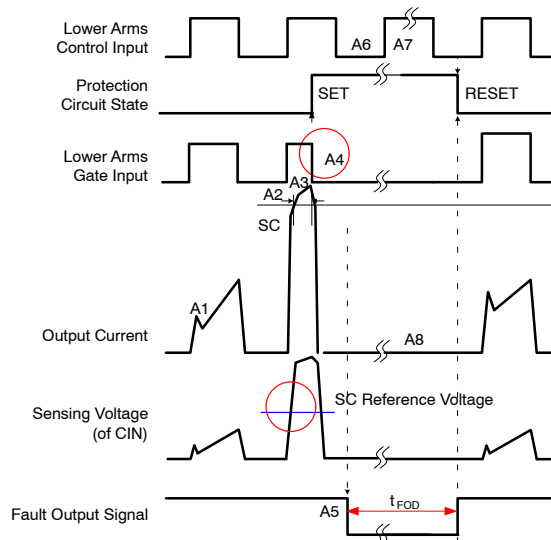 Lower Arms
Control Input
A6
A7
Protection
Circuit State
SET
RESET
Lower Arms
Gate Input
A4
A3
A2
SC
A1
Output Current
A8
SC Reference Voltage
Sensing Voltage
(of CIN)
Fault Output Signal
A5
tFOD